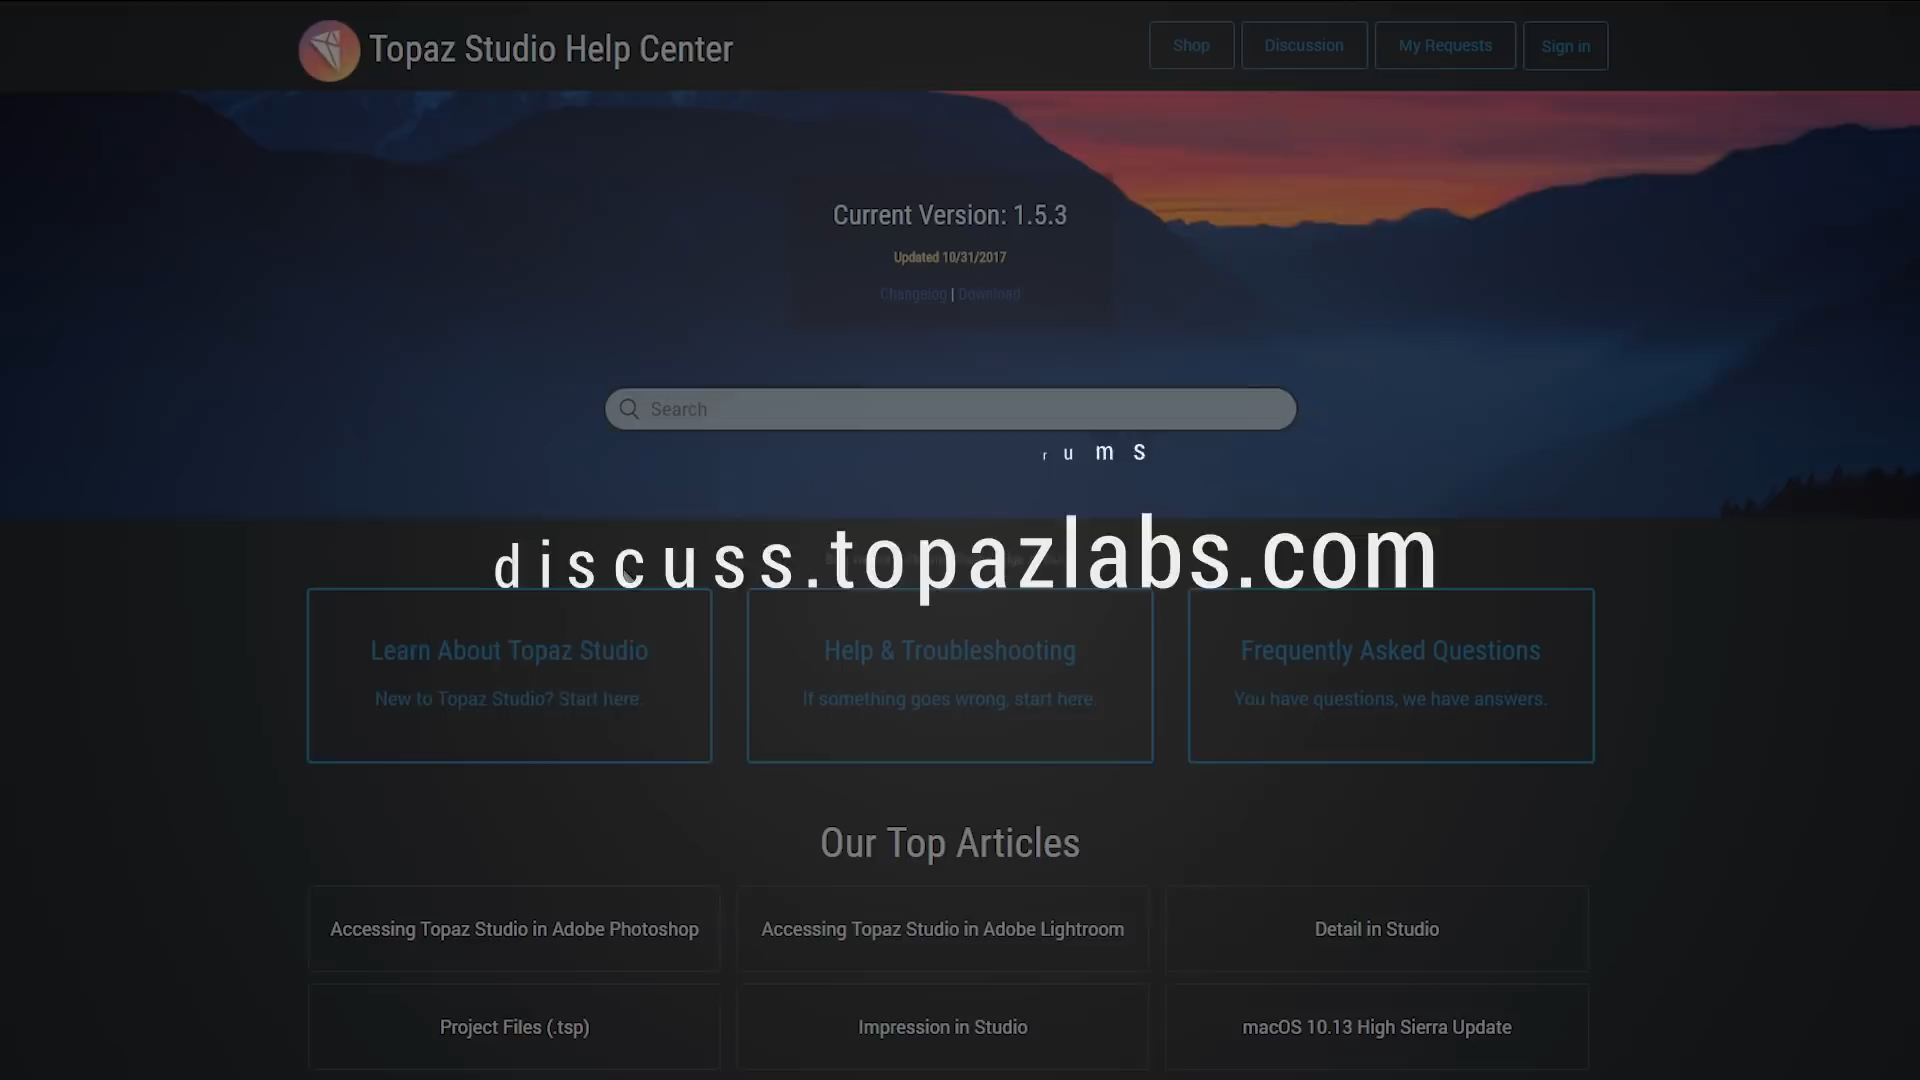 Topaz Studio Help Center
Shop
Discussion
My Requests
Sign in
Current Version: 1.5.3
Updated 10/31/2017
Changelog | Download
Search
r u m s
discuss.topazlabs.com
Learn About Topaz Studio
New to Topaz Studio? Start here.
Help & Troubleshooting
If something goes wrong, start here.
Frequently Asked Questions
You have questions, we have answers.
Our Top Articles
Accessing Topaz Studio in Adobe Photoshop
Accessing Topaz Studio in Adobe Lightroom
Detail in Studio
Project Files (.tsp)
Impression in Studio
macOS 10.13 High Sierra Update